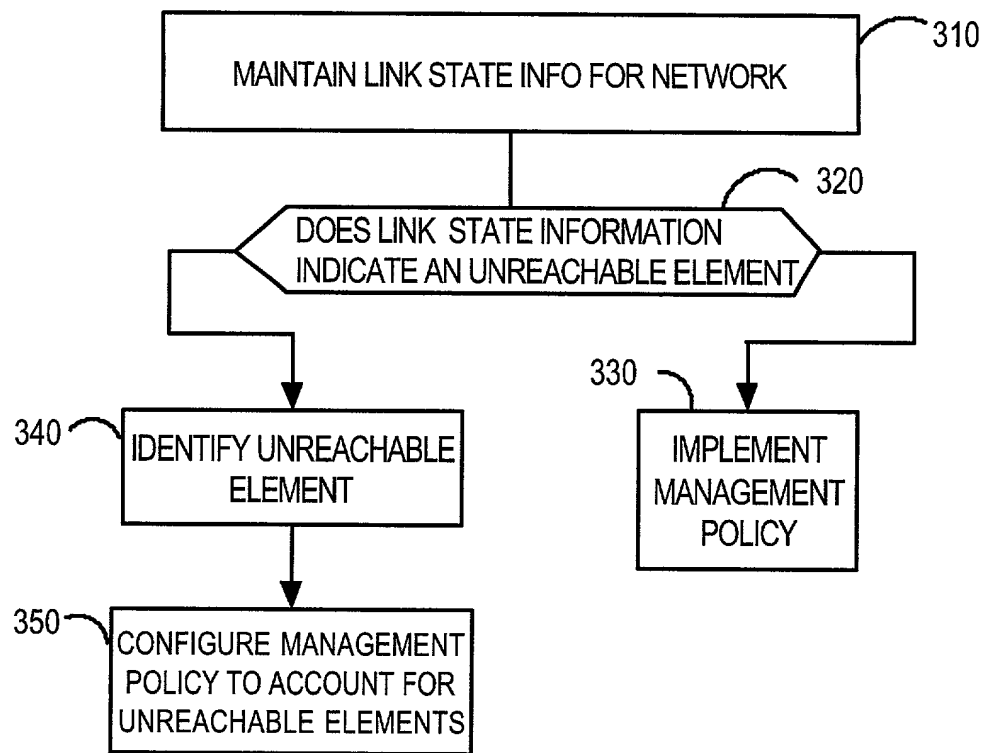 310
MAINTAIN LINK STATE INFO FOR NETWORK
320
DOES LINK STATE INFORMATION
INDICATE AN UNREACHABLE ELEMENT
330
IMPLEMENT
MANAGEMENT
POLICY
340
IDENTIFY UNREACHABLE
ELEMENT
350
CONFIGURE MANAGEMENT
POLICY TO ACCOUNT FOR
UNREACHABLE ELEMENTS